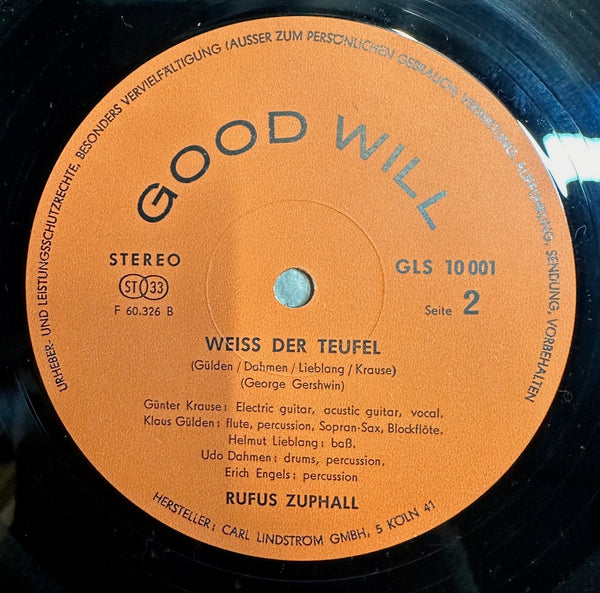 URHEBER- UND LEISTUNGSSCHUTZRECHTE, BESONDERS VERVIELFÄLTIGUNG (AUSSER ZUM PERSÖNLICHEN GEBRAUCH), VERMIETUNG, AUFFÜHRUNG, SENDUNG, VORBEHALTEN
GOOD WILL
STEREO
ST 33
F 60.326 B
GLS 10 001
Seite 2
WEISS DER TEUFEL
(Gülden / Dahmen / Lieblang / Krause)
(George Gershwin)
Günter Krause: Electric guitar, acustic guitar, vocal.
Klaus Gülden: flute, percussion, Sopran-Sax, Blockflöte.
Helmut Lieblang: baß.
Udo Dahmen: drums, percussion.
Erich Engels: percussion
RUFUS ZUPHALL
HERSTELLER: CARL LINDSTRÖM GMBH, 5 KÖLN 41